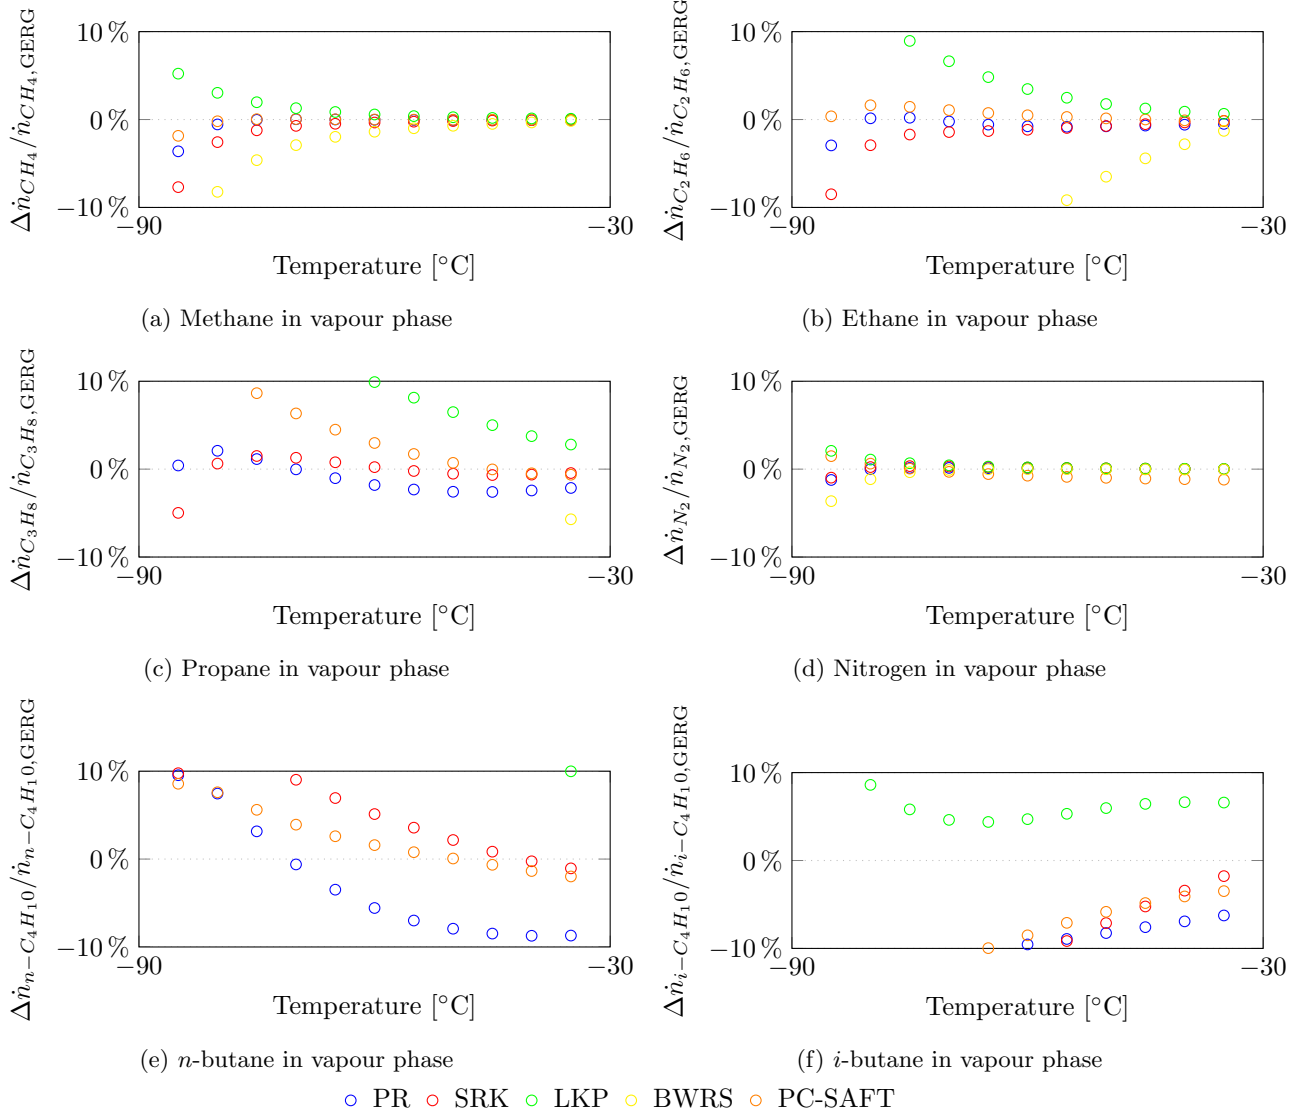 10 %
0 %
−10 %
−90
−30
Temperature [°C]
Δṅ_{CH_4}/ṅ_{CH_4,GERG}
(a) Methane in vapour phase
10 %
0 %
−10 %
−90
−30
Temperature [°C]
Δṅ_{C_2H_6}/ṅ_{C_2H_6,GERG}
(b) Ethane in vapour phase
10 %
0 %
−10 %
−90
−30
Temperature [°C]
Δṅ_{C_3H_8}/ṅ_{C_3H_8,GERG}
(c) Propane in vapour phase
10 %
0 %
−10 %
−90
−30
Temperature [°C]
Δṅ_{N_2}/ṅ_{N_2,GERG}
(d) Nitrogen in vapour phase
10 %
0 %
−10 %
−90
−30
Temperature [°C]
Δṅ_{n−C_4H_10}/ṅ_{n−C_4H_10,GERG}
(e) n-butane in vapour phase
10 %
0 %
−10 %
−90
−30
Temperature [°C]
Δṅ_{i−C_4H_10}/ṅ_{i−C_4H_10,GERG}
(f) i-butane in vapour phase
PR SRK LKP BWRS PC-SAFT